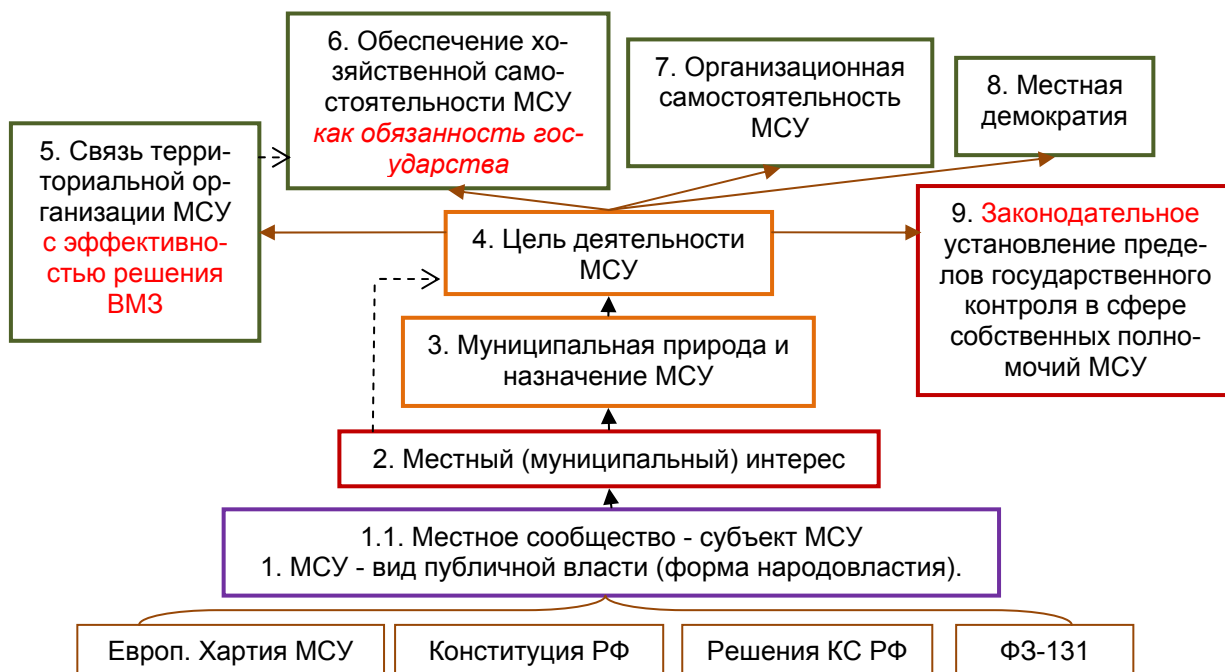 6. Обеспечение хо-
зяйственной само-
стоятельности МСУ
как обязанность гос-
ударства
7. Организационная
самостоятельность
МСУ
8. Местная
демократия
5. Связь терри-
ториальной ор-
ганизации МСУ
с эффективно-
стью решения
ВМЗ
4. Цель деятельности
МСУ
9. Законодательное
установление преде-
лов государственного
контроля в сфере
собственных полно-
мочий МСУ
3. Муниципальная природа и
назначение МСУ
2. Местный (муниципальный) интерес
1.1. Местное сообщество - субъект МСУ
1. МСУ - вид публичной власти (форма народовластия).
Европ. Хартия МСУ
Конституция РФ
Решения КС РФ
ФЗ-131